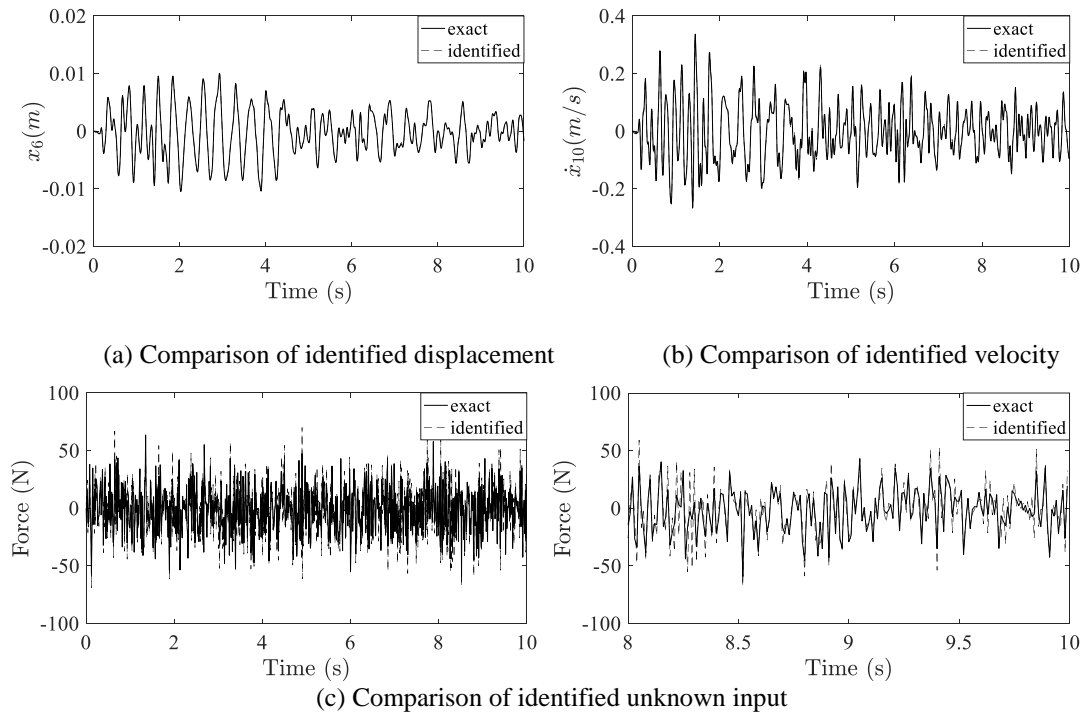 0.02
0.01
0
-0.01
-0.02
x₆(m)
exact
identified
0 2 4 6 8 10
Time (s)
0.4
0.2
0
-0.2
-0.4
ẋ₁₀(m/s)
exact
identified
0 2 4 6 8 10
Time (s)
(a) Comparison of identified displacement
(b) Comparison of identified velocity
100
50
0
-50
-100
Force (N)
exact
identified
0 2 4 6 8 10
Time (s)
100
50
0
-50
-100
Force (N)
exact
identified
8 8.5 9 9.5 10
Time (s)
(c) Comparison of identified unknown input